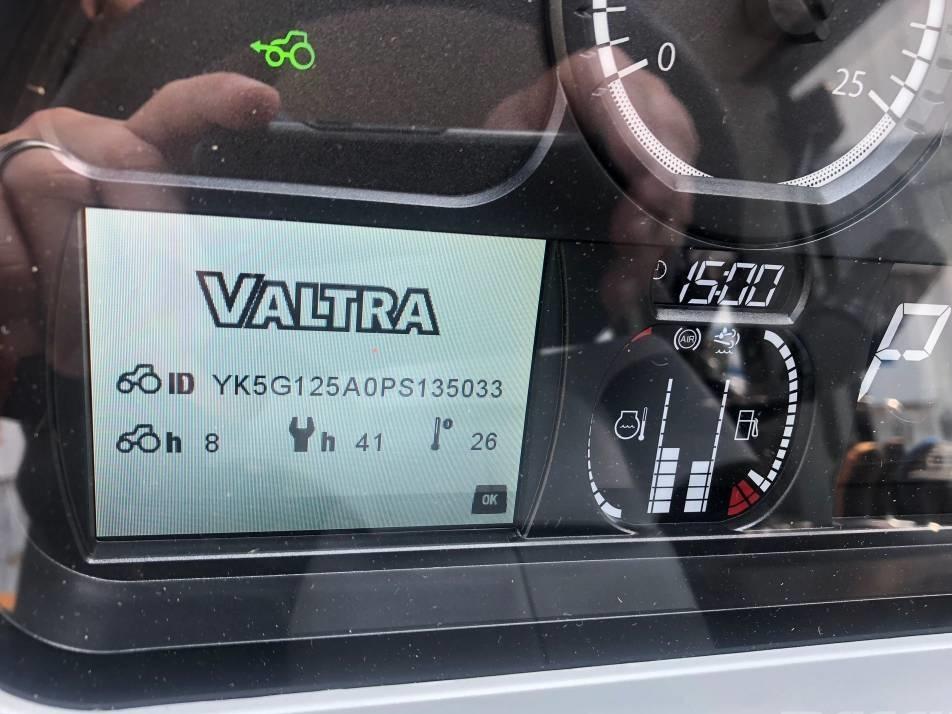 0
25
VALTRA
ID YK5G125A0PS135033
h 8 h 41 26
OK
15:00
AIR
P